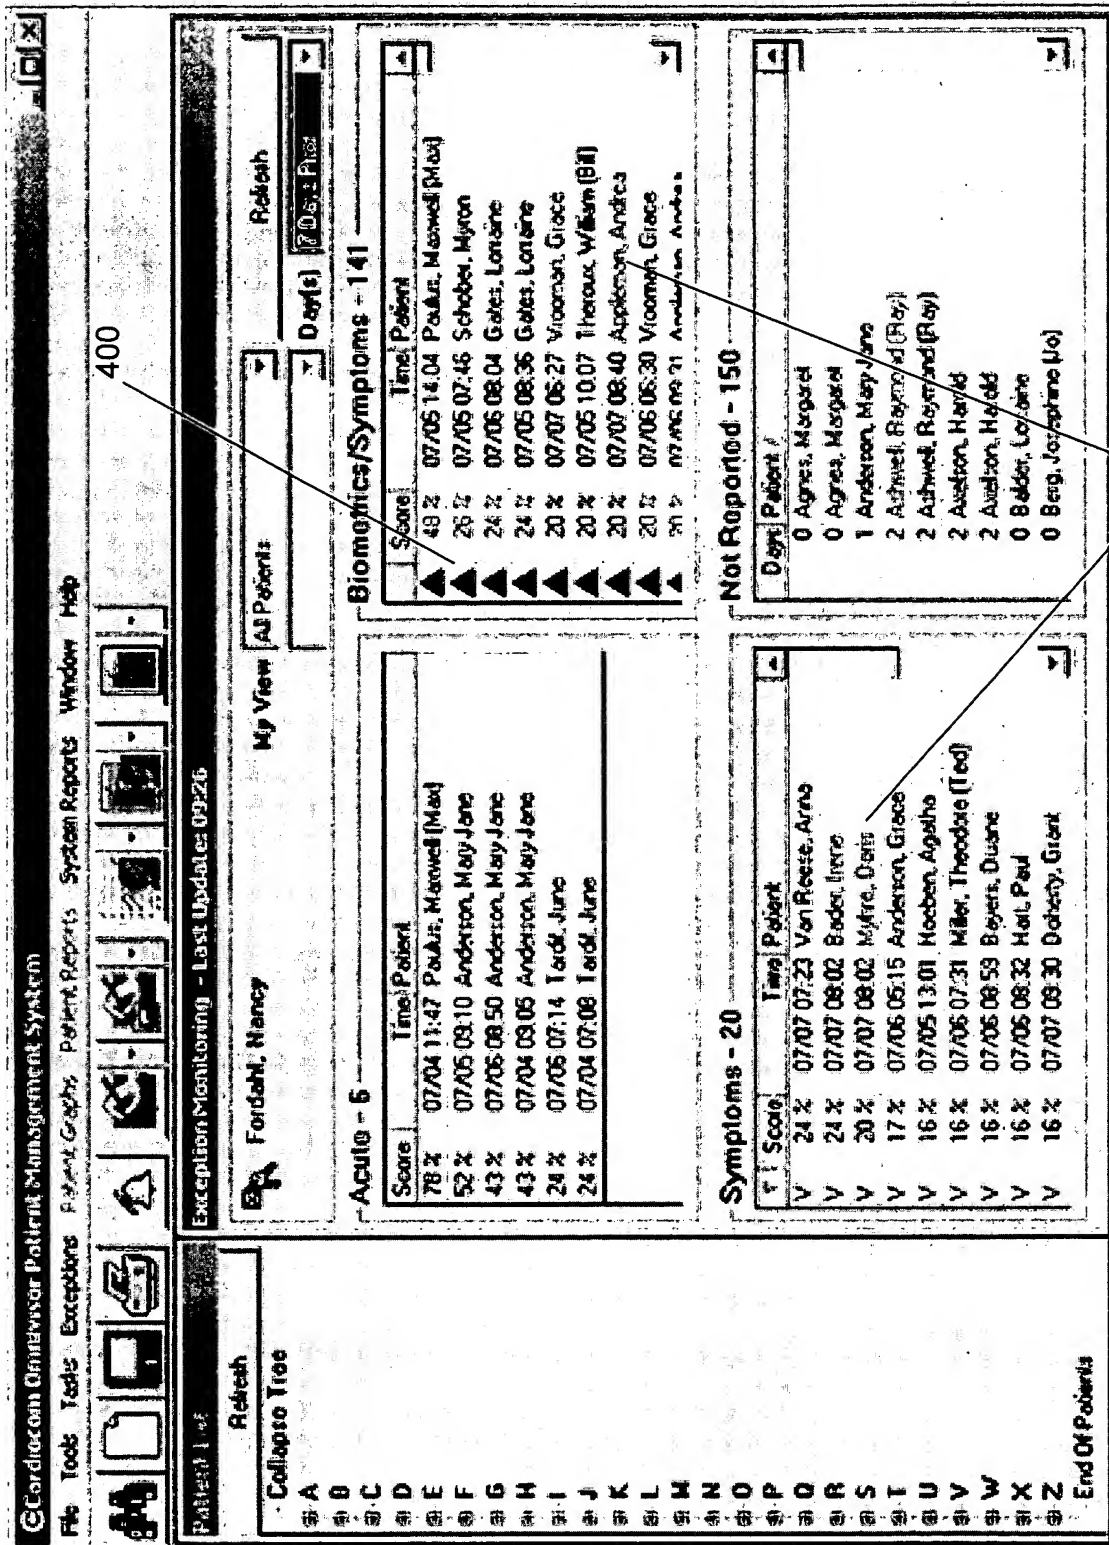 ©Cardiocom Omnivisor Patient Management System
File Tools Tasks Exceptions Patient Graphs Patient Reports System Reports Window Help
400
Patient List
Refresh
Collapse Tree
A
B
C
D
E
F
G
H
I
J
K
L
M
N
O
P
Q
R
S
T
U
V
W
X
Z
End Of Patients
Exception Monitoring - Last Update: 09:26
Fordahl, Nancy
My View
All Patients
Refresh
Day(s)
7 Days Prior
Acute - 6
Score Time Patient
78 % 07/04 11:47 Paulus, Maxwell (Max)
52 % 07/05 09:10 Anderson, Mary Jane
43 % 07/06 08:50 Anderson, Mary Jane
43 % 07/04 09:05 Anderson, Mary Jane
24 % 07/06 07:14 Tardif, June
24 % 07/04 07:08 Tardif, June
Biometrics/Symptoms - 141
Score Time Patient
49 % 07/05 14:04 Paulus, Maxwell (Max)
26 % 07/05 07:46 Schober, Myron
24 % 07/06 08:04 Gates, Lorraine
24 % 07/05 08:36 Gates, Lorraine
20 % 07/07 06:27 Vrooman, Grace
20 % 07/05 10:07 Theroux, William (Bill)
20 % 07/07 08:40 Appleman, Andrea
20 % 07/06 06:30 Vrooman, Grace
Symptoms - 20
Score Time Patient
V 24 % 07/07 07:23 Van Reese, Anna
V 24 % 07/07 08:02 Bader, Irene
V 20 % 07/07 08:02 Myhre, Doris
V 17 % 07/06 05:15 Anderson, Grace
V 16 % 07/05 13:01 Hoeben, Agatha
V 16 % 07/06 07:31 Miller, Theodore (Ted)
V 16 % 07/06 08:59 Bayers, Duane
V 16 % 07/06 08:32 Hatt, Paul
V 16 % 07/07 09:30 Doherty, Grant
Not Reported - 150
Days Patient
0 Agnes, Margaret
0 Agnes, Margaret
1 Anderson, Mary Jane
2 Ashwell, Raymond (Ray)
2 Ashwell, Raymond (Ray)
2 Axelson, Harold
2 Axelson, Harold
0 Balder, Lorraine
0 Berg, Josephine (Jo)